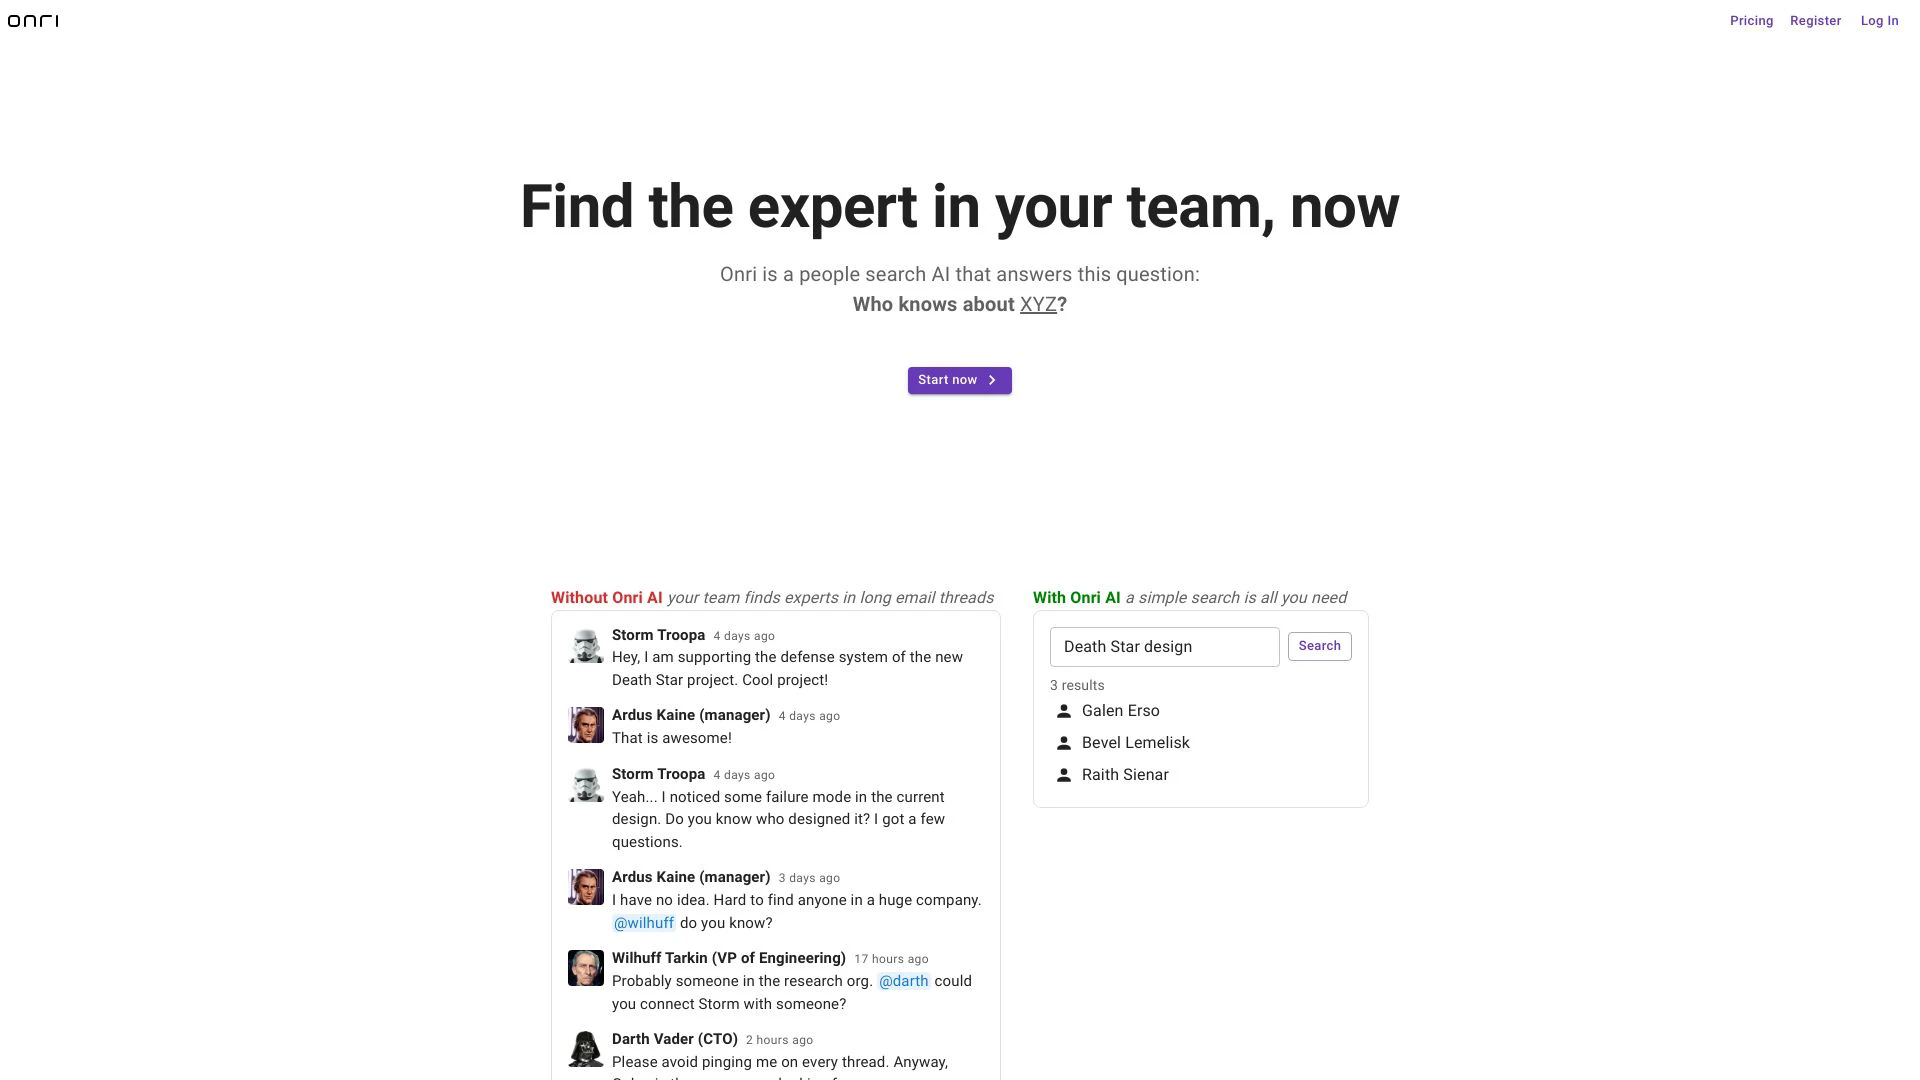 onri
Pricing
Register
Log In
Find the expert in your team, now
Onri is a people search AI that answers this question:
Who knows about XYZ?
Start now
Without Onri AI your team finds experts in long email threads
Storm Troopa 4 days ago
Hey, I am supporting the defense system of the new
Death Star project. Cool project!
Ardus Kaine (manager) 4 days ago
That is awesome!
Storm Troopa 4 days ago
Yeah... I noticed some failure mode in the current
design. Do you know who designed it? I got a few
questions.
Ardus Kaine (manager) 3 days ago
I have no idea. Hard to find anyone in a huge company.
@wilhuff do you know?
Wilhuff Tarkin (VP of Engineering) 17 hours ago
Probably someone in the research org. @darth could
you connect Storm with someone?
Darth Vader (CTO) 2 hours ago
Please avoid pinging me on every thread. Anyway,
With Onri AI a simple search is all you need
Death Star design
Search
3 results
Galen Erso
Bevel Lemelisk
Raith Sienar